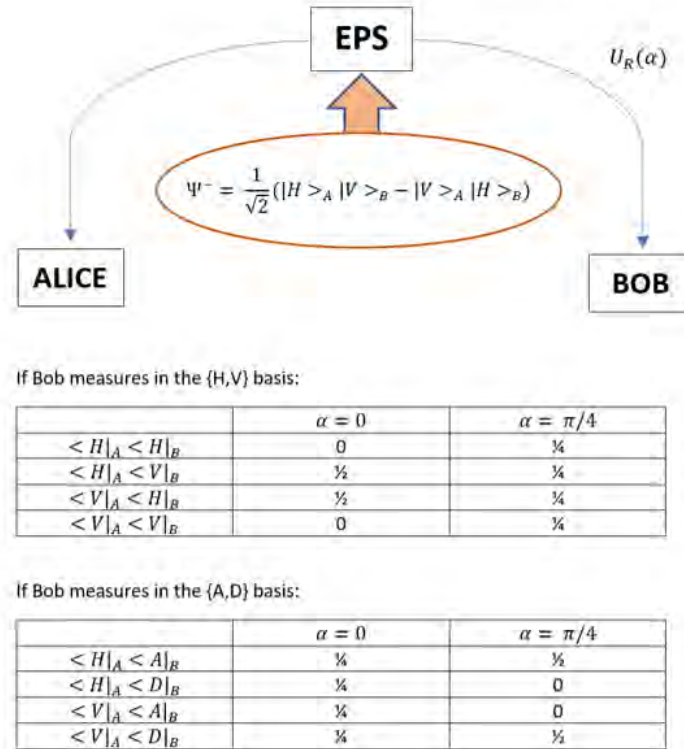 EPS
U_R(α)
Ψ⁻ = 1/√2 (|H >_A |V >_B − |V >_A |H >_B)
ALICE
BOB
If Bob measures in the {H,V} basis:
α = 0 α = π/4
< H|_A < H|_B 0 ¼
< H|_A < V|_B ½ ¼
< V|_A < H|_B ½ ¼
< V|_A < V|_B 0 ¼
If Bob measures in the {A,D} basis:
α = 0 α = π/4
< H|_A < A|_B ¼ ½
< H|_A < D|_B ¼ 0
< V|_A < A|_B ¼ 0
< V|_A < D|_B ¼ ½